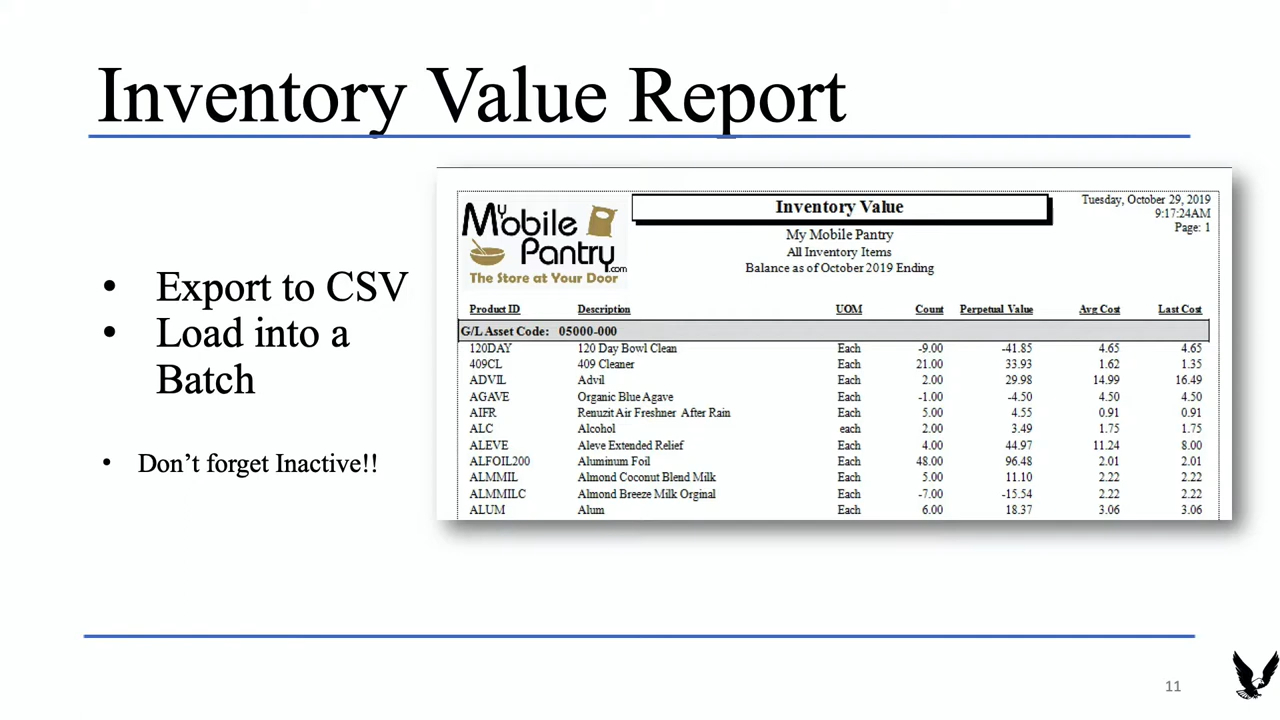 Inventory Value Report
• Export to CSV
• Load into a
Batch
• Don’t forget Inactive!!
My
Mobile
Pantry
.com
The Store at Your Door
Inventory Value
My Mobile Pantry
All Inventory Items
Balance as of October 2019 Ending
Tuesday, October 29, 2019
9:17:24AM
Page: 1
Product ID Description UOM Count Perpetual Value Avg Cost Last Cost
G/L Asset Code: 05000-000
120DAY 120 Day Bowl Clean Each -9.00 -41.85 4.65 4.65
409CL 409 Cleaner Each 21.00 33.93 1.62 1.35
ADVIL Advil Each 2.00 29.98 14.99 16.49
AGAVE Organic Blue Agave Each -1.00 -4.50 4.50 4.50
AIFR Renuzit Air Freshner After Rain Each 5.00 4.55 0.91 0.91
ALC Alcohol each 2.00 3.49 1.75 1.75
ALEVE Aleve Extended Relief Each 4.00 44.97 11.24 8.00
ALFOIL200 Aluminum Foil Each 48.00 96.48 2.01 2.01
ALMMIL Almond Coconut Blend Milk Each 5.00 11.10 2.22 2.22
ALMMILC Almond Breeze Milk Orginal Each -7.00 -15.54 2.22 2.22
ALUM Alum Each 6.00 18.37 3.06 3.06
11